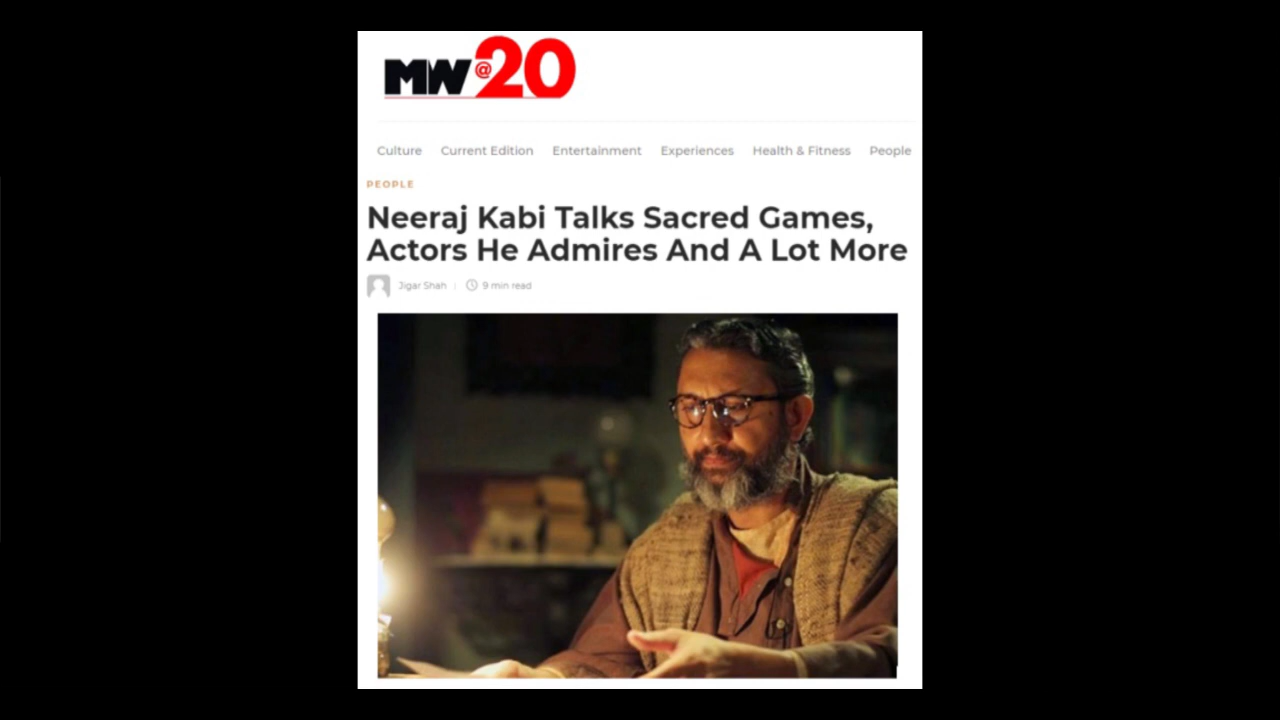 MW@20
Culture Current Edition Entertainment Experiences Health & Fitness People
PEOPLE
Neeraj Kabi Talks Sacred Games,
Actors He Admires And A Lot More
Jigar Shah | 9 min read